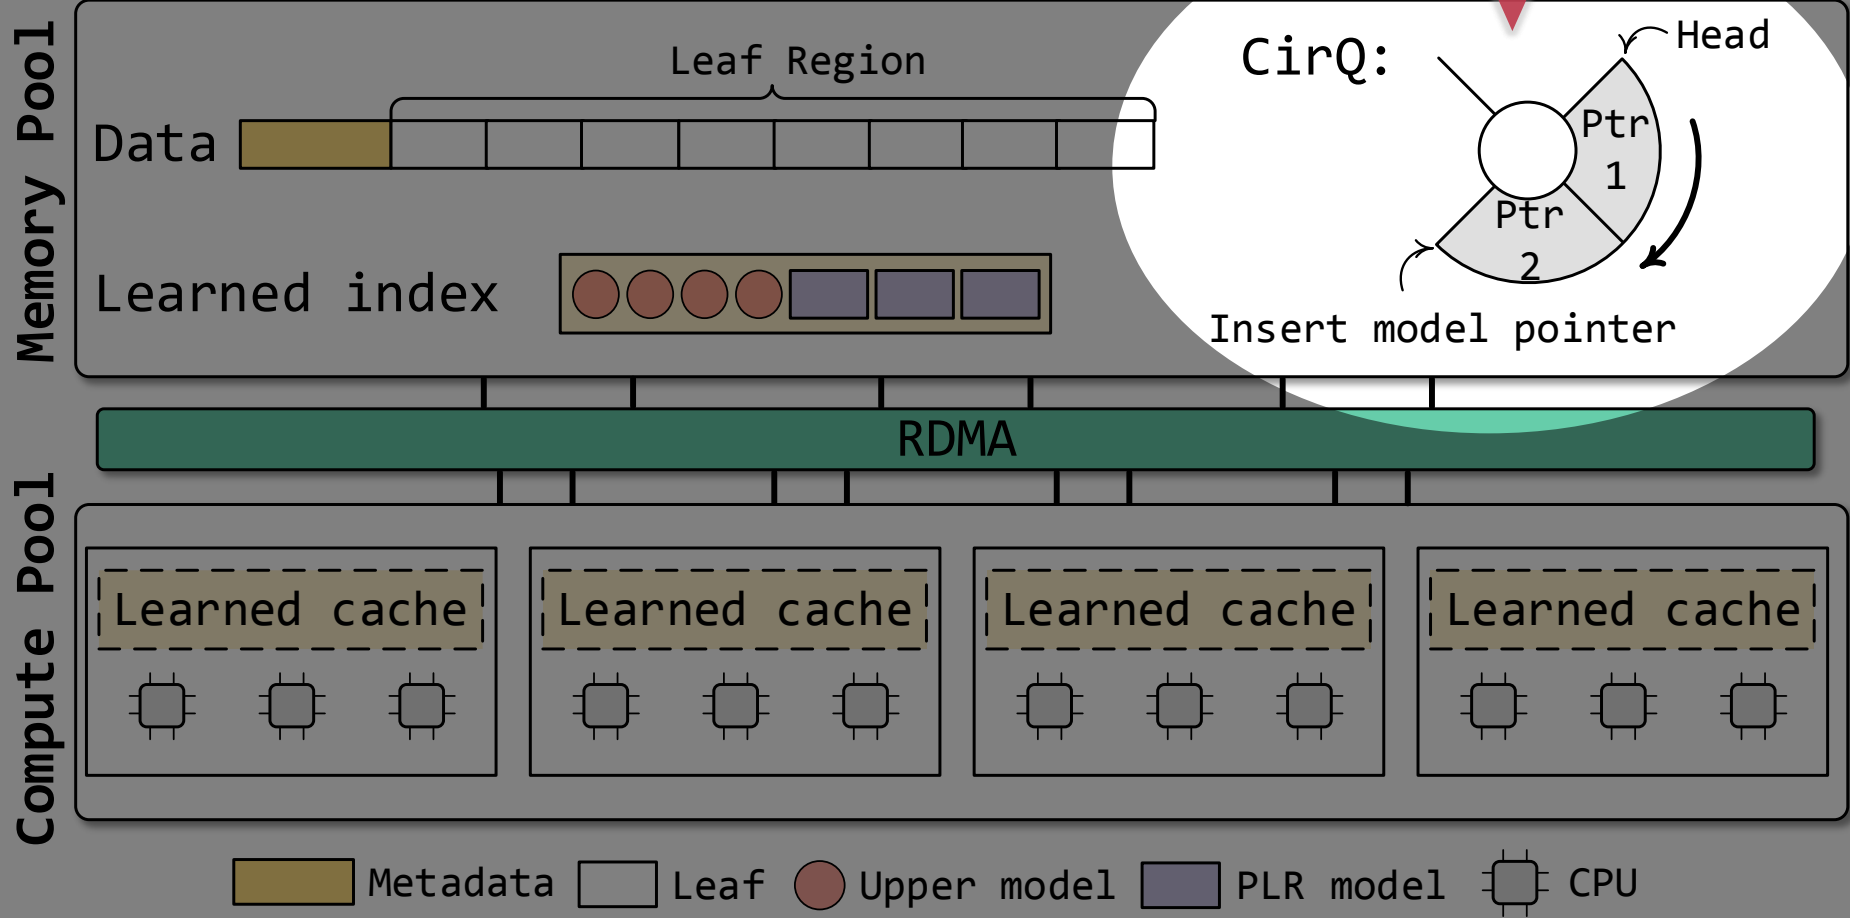 Memory Pool
Leaf Region
Data
Learned index
CirQ:
Head
Ptr
1
Ptr
2
Insert model pointer
RDMA
Compute Pool
Learned cache
Learned cache
Learned cache
Learned cache
Metadata
Leaf
Upper model
PLR model
CPU